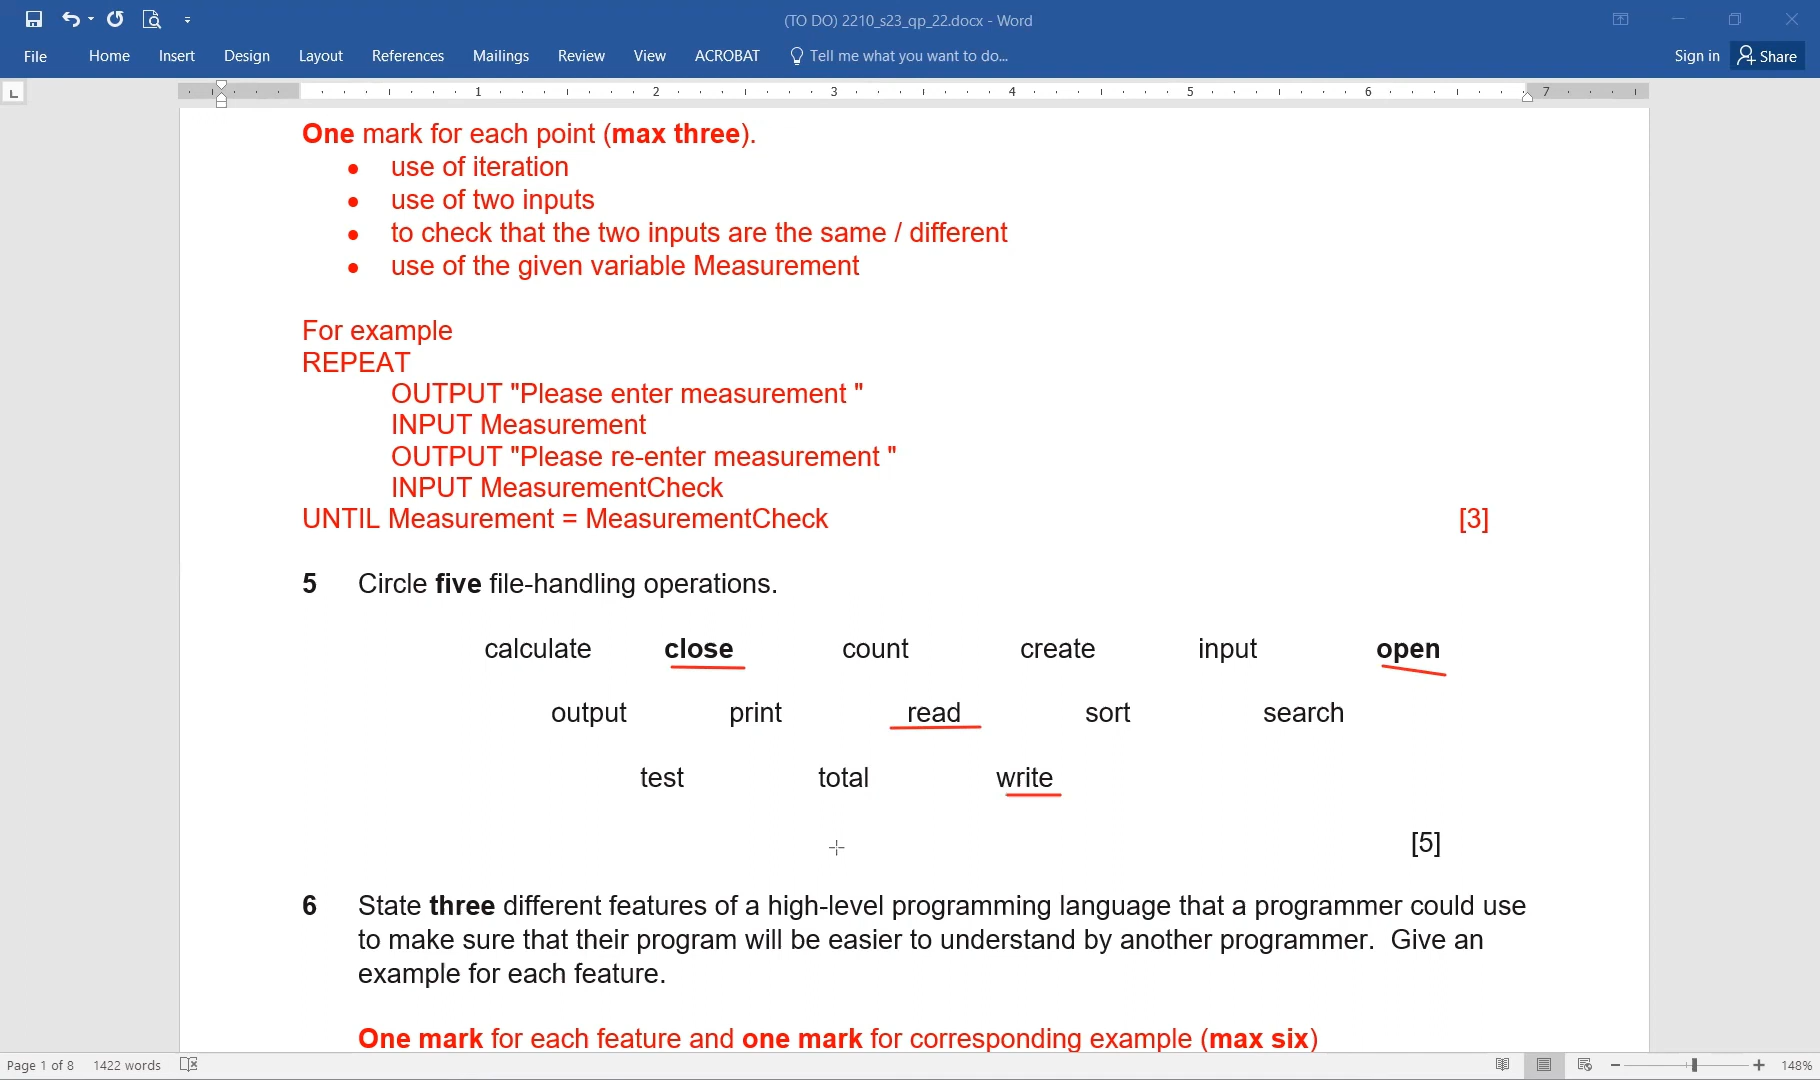 (TO DO) 2210_s23_qp_22.docx - Word
File Home Insert Design Layout References Mailings Review View ACROBAT Tell me what you want to do... Sign in Share
L 1 2 3 4 5 6 7
One mark for each point (max three).
• use of iteration
• use of two inputs
• to check that the two inputs are the same / different
• use of the given variable Measurement
For example
REPEAT
OUTPUT "Please enter measurement "
INPUT Measurement
OUTPUT "Please re-enter measurement "
INPUT MeasurementCheck
UNTIL Measurement = MeasurementCheck [3]
5 Circle five file-handling operations.
calculate close count create input open
output print read sort search
test total write
[5]
6 State three different features of a high-level programming language that a programmer could use
to make sure that their program will be easier to understand by another programmer. Give an
example for each feature.
One mark for each feature and one mark for corresponding example (max six)
Page 1 of 8 1422 words 148%